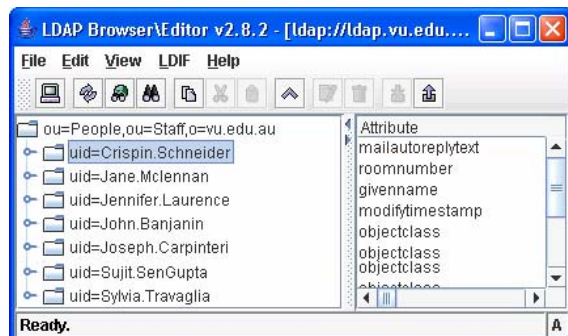 LDAP Browser\Editor v2.8.2 - [ldap://ldap.vu.edu....
File Edit View LDIF Help
ou=People,ou=Staff,o=vu.edu.au
uid=Crispin.Schneider
uid=Jane.Mclennan
uid=Jennifer.Laurence
uid=John.Banjanin
uid=Joseph.Carpinteri
uid=Sujit.SenGupta
uid=Sylvia.Travaglia
Attribute
mailautoreplytext
roomnumber
givenname
modifytimestamp
objectclass
objectclass
objectclass
objectclass
Ready.
A